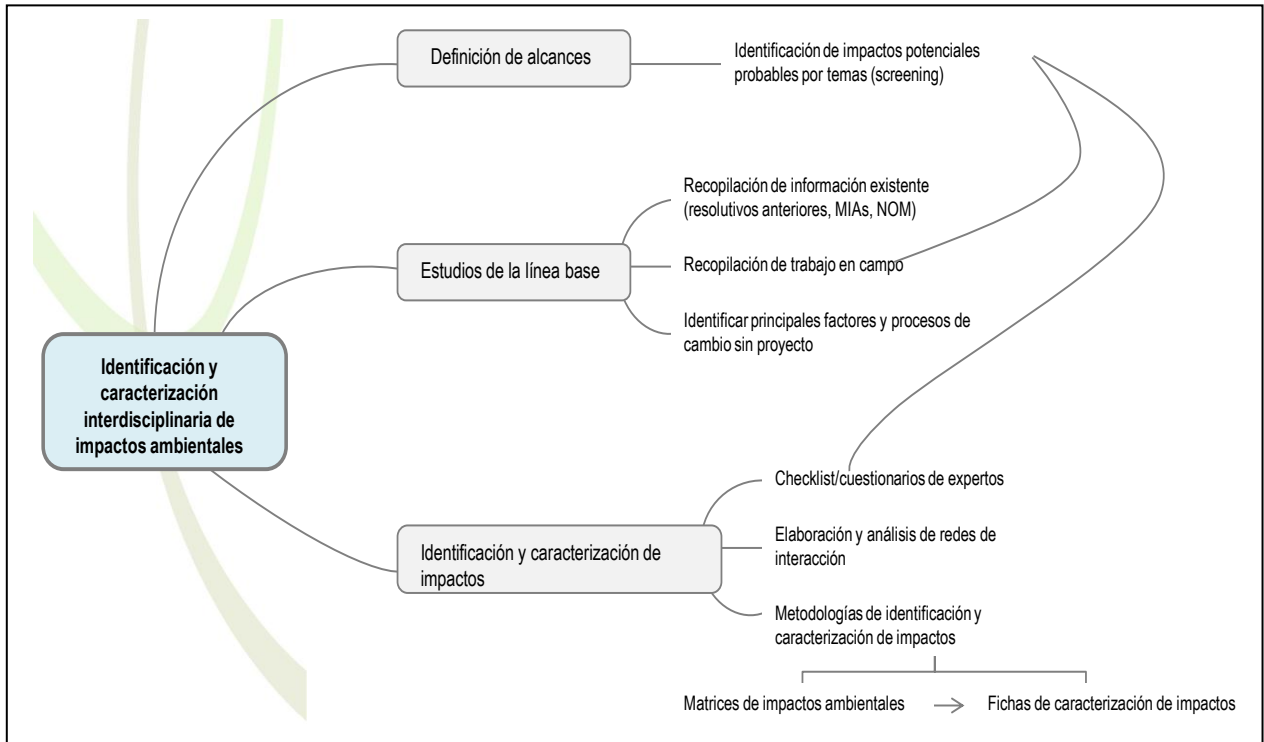 Definición de alcances
Identificación de impactos potenciales
probables por temas (screening)
Recopilación de información existente
(resolutivos anteriores, MIAs, NOM)
Estudios de la línea base
Recopilación de trabajo en campo
Identificar principales factores y procesos de
cambio sin proyecto
Identificación y
caracterización
interdisciplinaria de
impactos ambientales
Checklist/cuestionarios de expertos
Identificación y caracterización de
impactos
Elaboración y análisis de redes de
interacción
Metodologías de identificación y
caracterización de impactos
Matrices de impactos ambientales
Fichas de caracterización de impactos